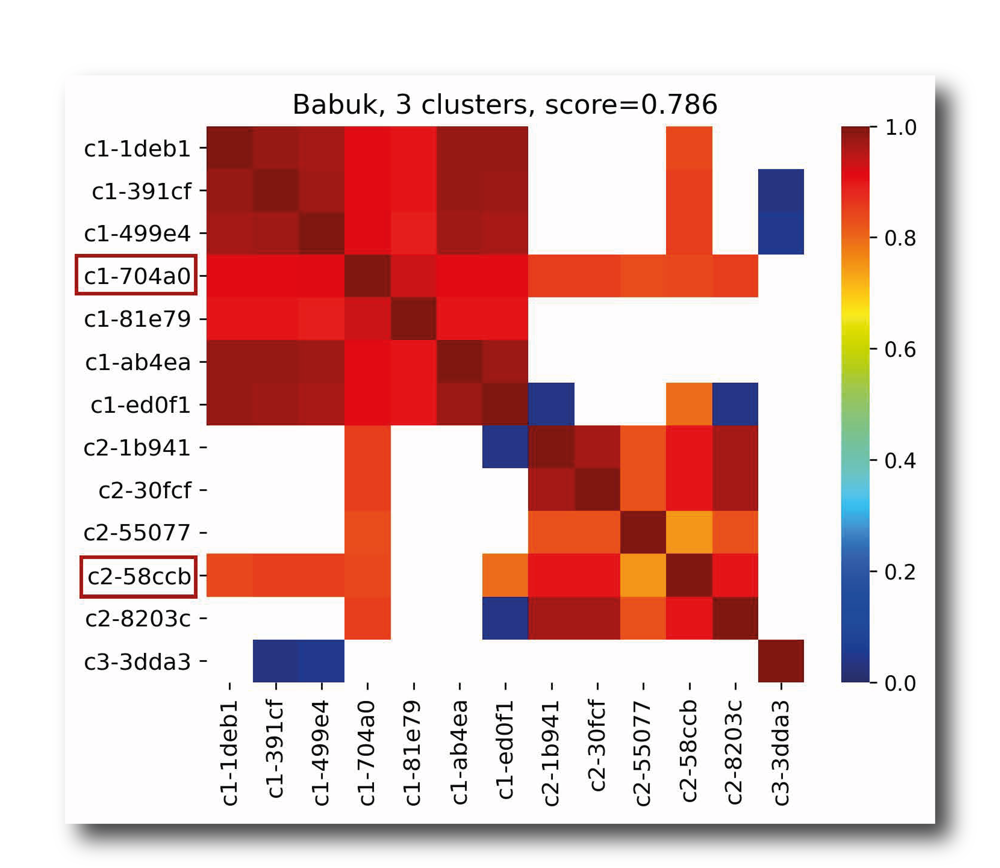 Babuk, 3 clusters, score=0.786
c1-1deb1
c1-391cf
c1-499e4
c1-704a0
c1-81e79
c1-ab4ea
c1-ed0f1
c2-1b941
c2-30fcf
c2-55077
c2-58ccb
c2-8203c
c3-3dda3
c1-1deb1
c1-391cf
c1-499e4
c1-704a0
c1-81e79
c1-ab4ea
c1-ed0f1
c2-1b941
c2-30fcf
c2-55077
c2-58ccb
c2-8203c
c3-3dda3
1.0
0.8
0.6
0.4
0.2
0.0